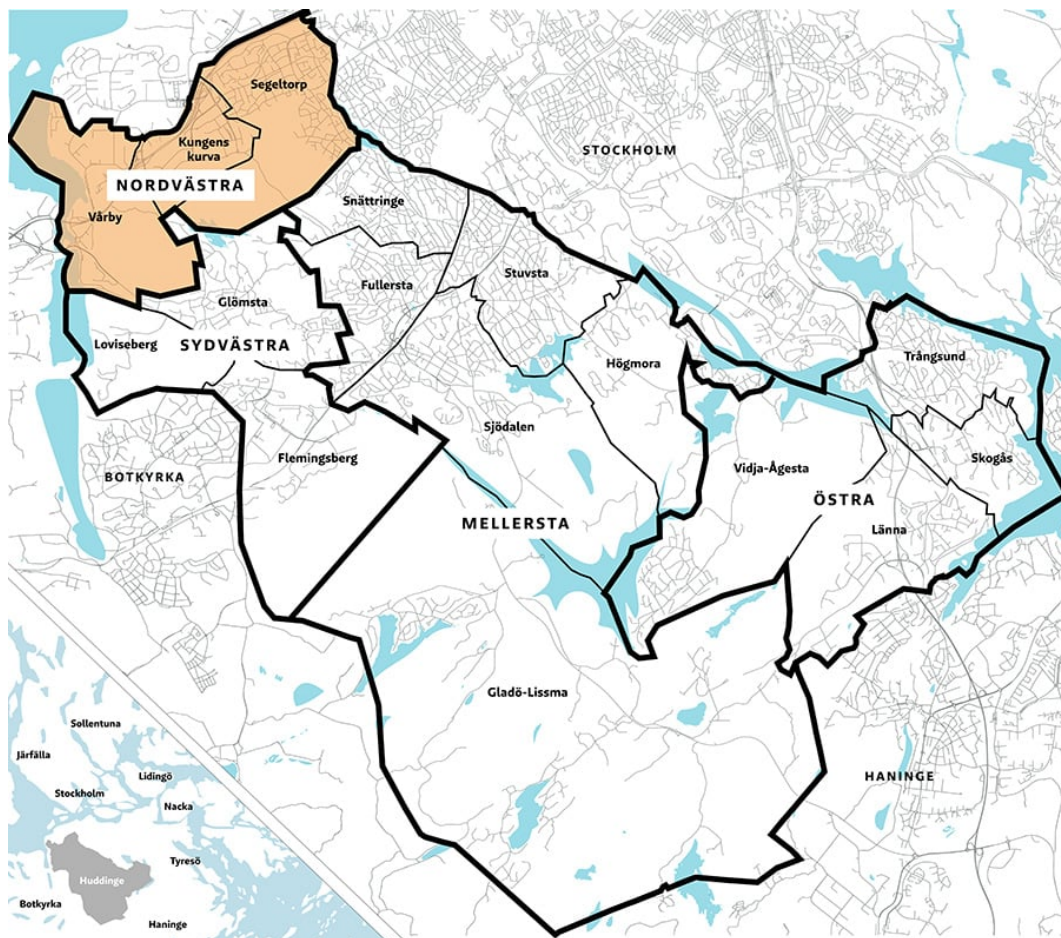 Segeltorp
Kungens
kurva
STOCKHOLM
NORDVÄSTRA
Snättringe
Vårby
Stuvsta
Fullersta
Glömsta
Loviseberg
SYDVÄSTRA
Högmora
Trångsund
Sjödalen
Flemingsberg
Skogås
Vidja-Ågesta
BOTKYRKA
ÖSTRA
MELLERSTA
Länna
Gladö-Lissma
HANINGE
Sollentuna
Järfälla
Lidingö
Stockholm
Nacka
Tyresö
Huddinge
Botkyrka
Haninge